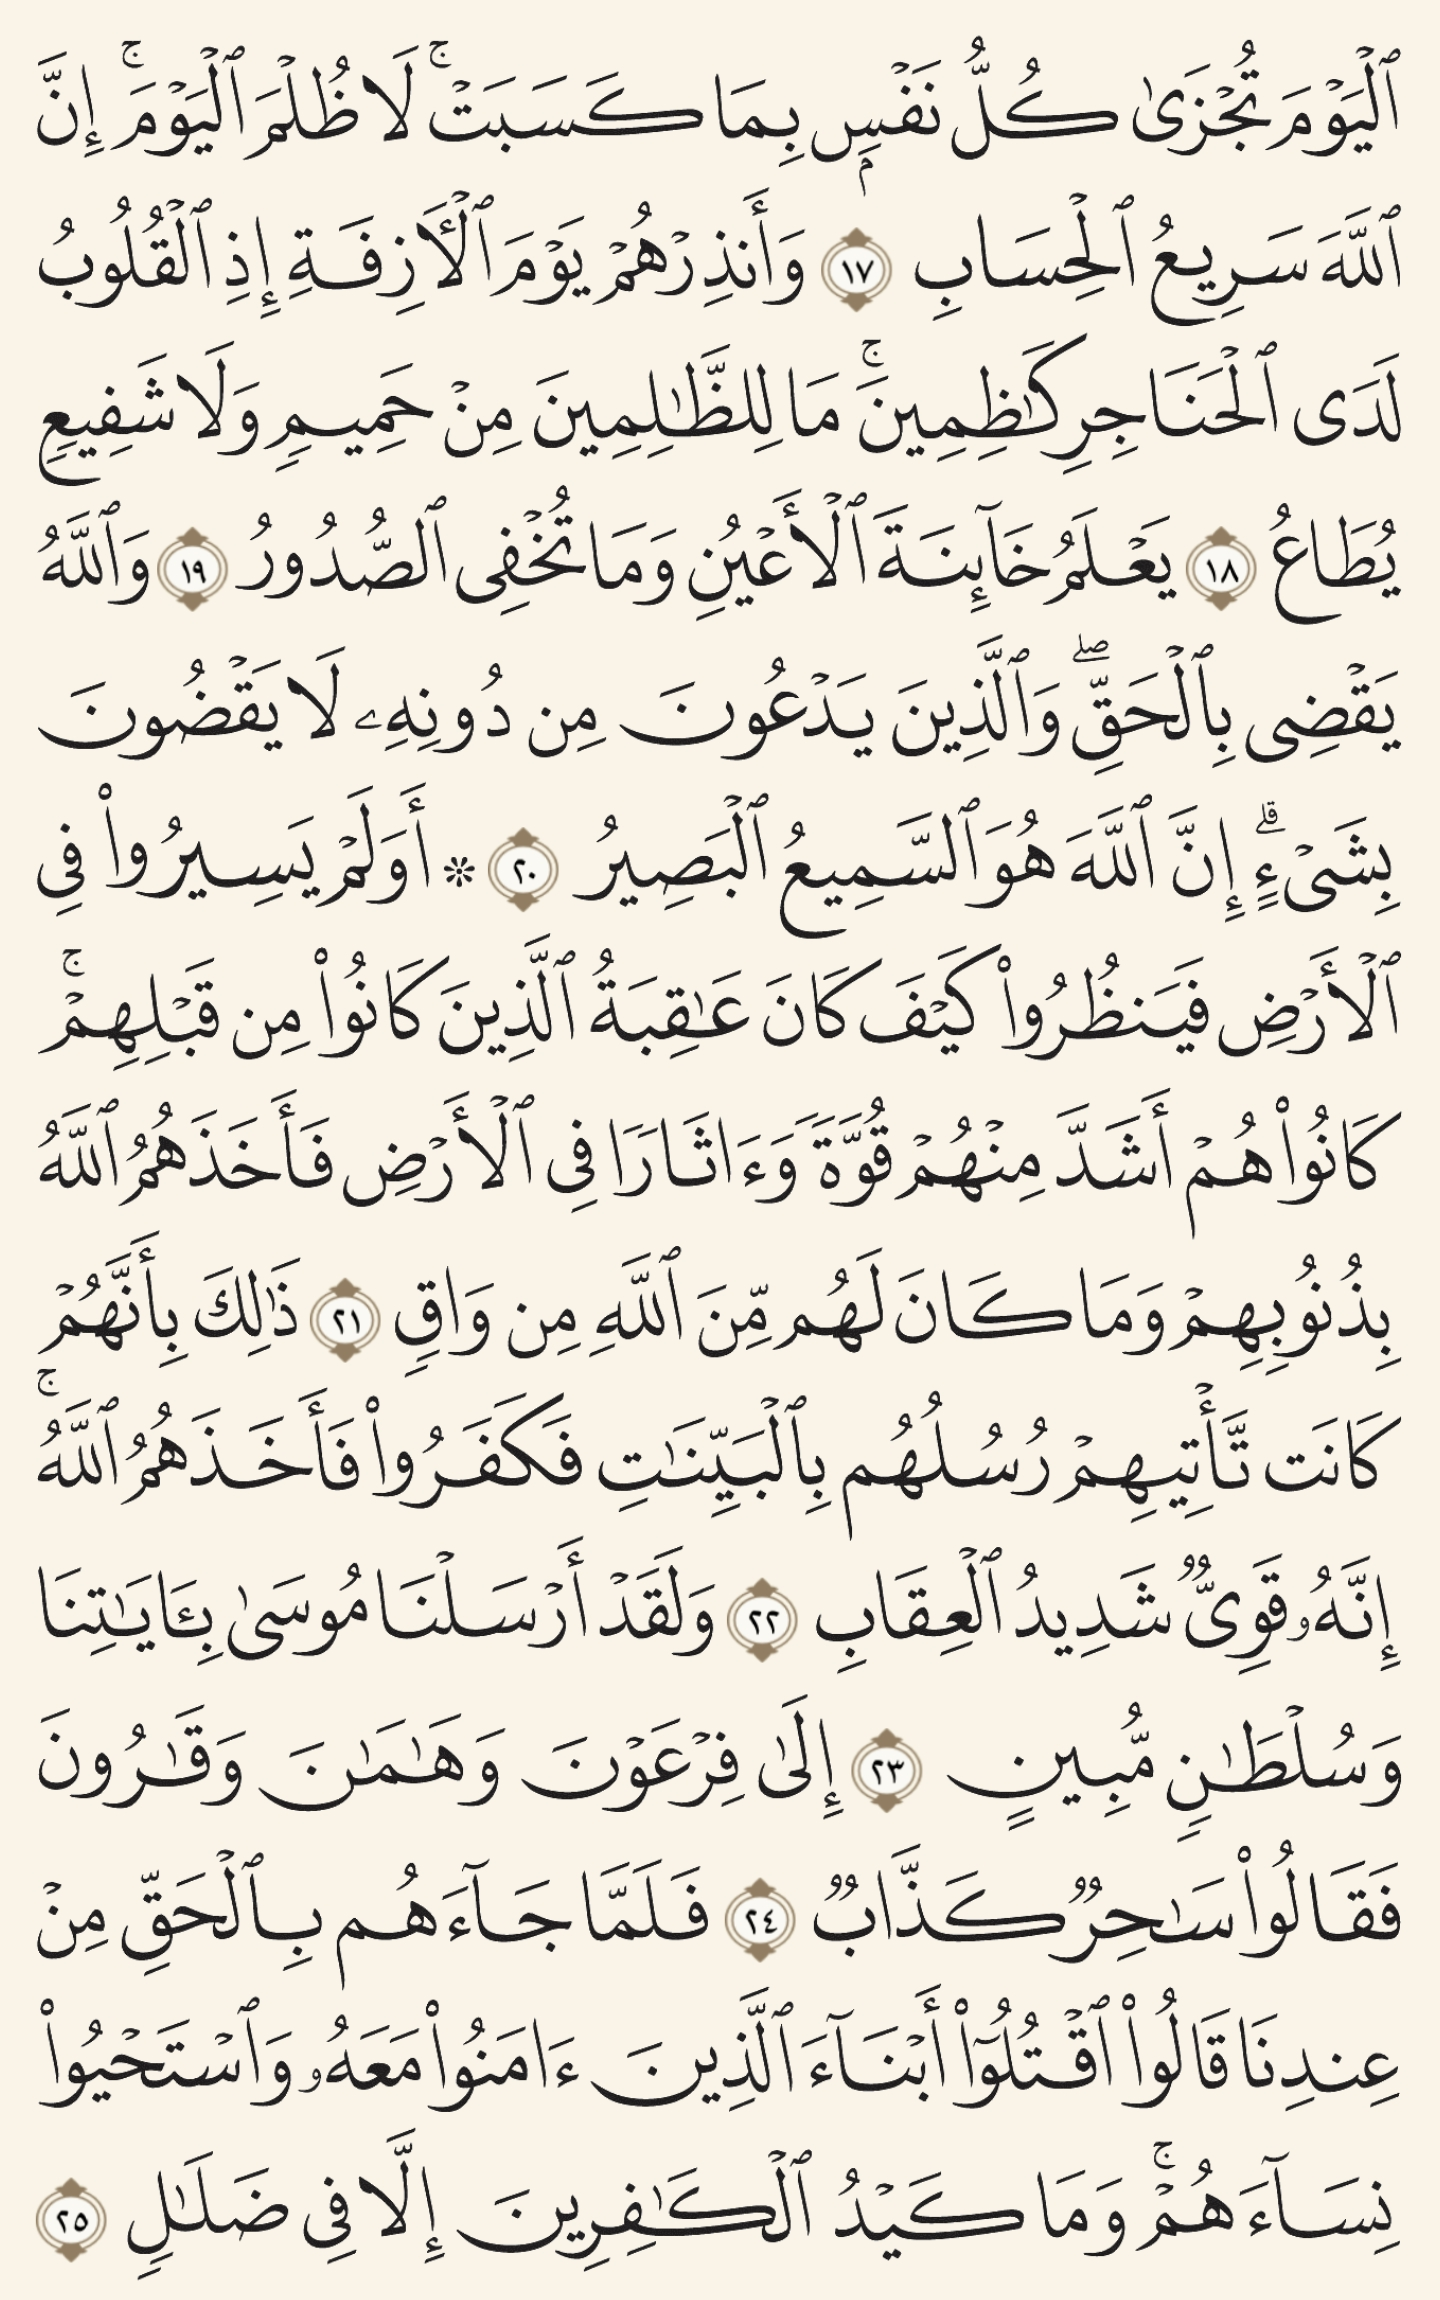 ٱلۡيَوۡمَ تُجۡزَىٰ كُلُّ نَفۡسِۭ بِمَا كَسَبَتۡۚ لَا ظُلۡمَ ٱلۡيَوۡمَۚ إِنَّ
ٱللَّهَ سَرِيعُ ٱلۡحِسَابِ ١٧ وَأَنذِرۡهُمۡ يَوۡمَ ٱلۡأٓزِفَةِ إِذِ ٱلۡقُلُوبُ
لَدَى ٱلۡحَنَاجِرِ كَٰظِمِينَۚ مَا لِلظَّٰلِمِينَ مِنۡ حَمِيمٖ وَلَا شَفِيعٖ
يُطَاعُ ١٨ يَعۡلَمُ خَآئِنَةَ ٱلۡأَعۡيُنِ وَمَا تُخۡفِي ٱلصُّدُورُ ١٩ وَٱللَّهُ
يَقۡضِي بِٱلۡحَقِّۖ وَٱلَّذِينَ يَدۡعُونَ مِن دُونِهِۦ لَا يَقۡضُونَ
بِشَيۡءٍۗ إِنَّ ٱللَّهَ هُوَ ٱلسَّمِيعُ ٱلۡبَصِيرُ ٢٠ ۞ أَوَلَمۡ يَسِيرُواْ فِي
ٱلۡأَرۡضِ فَيَنظُرُواْ كَيۡفَ كَانَ عَٰقِبَةُ ٱلَّذِينَ كَانُواْ مِن قَبۡلِهِمۡۚ
كَانُواْ هُمۡ أَشَدَّ مِنۡهُمۡ قُوَّةٗ وَءَاثَارٗا فِي ٱلۡأَرۡضِ فَأَخَذَهُمُ ٱللَّهُ
بِذُنُوبِهِمۡ وَمَا كَانَ لَهُم مِّنَ ٱللَّهِ مِن وَاقٖ ٢١ ذَٰلِكَ بِأَنَّهُمۡ
كَانَت تَّأۡتِيهِمۡ رُسُلُهُم بِٱلۡبَيِّنَٰتِ فَكَفَرُواْ فَأَخَذَهُمُ ٱللَّهُۚ
إِنَّهُۥ قَوِيّٞ شَدِيدُ ٱلۡعِقَابِ ٢٢ وَلَقَدۡ أَرۡسَلۡنَا مُوسَىٰ بِـَٔايَٰتِنَا
وَسُلۡطَٰنٖ مُّبِينٍ ٢٣ إِلَىٰ فِرۡعَوۡنَ وَهَٰمَٰنَ وَقَٰرُونَ
فَقَالُواْ سَٰحِرٞ كَذَّابٞ ٢٤ فَلَمَّا جَآءَهُم بِٱلۡحَقِّ مِنۡ
عِندِنَا قَالُواْ ٱقۡتُلُوٓاْ أَبۡنَآءَ ٱلَّذِينَ ءَامَنُواْ مَعَهُۥ وَٱسۡتَحۡيُواْ
نِسَآءَهُمۡۚ وَمَا كَيۡدُ ٱلۡكَٰفِرِينَ إِلَّا فِي ضَلَٰلٖ ٢٥